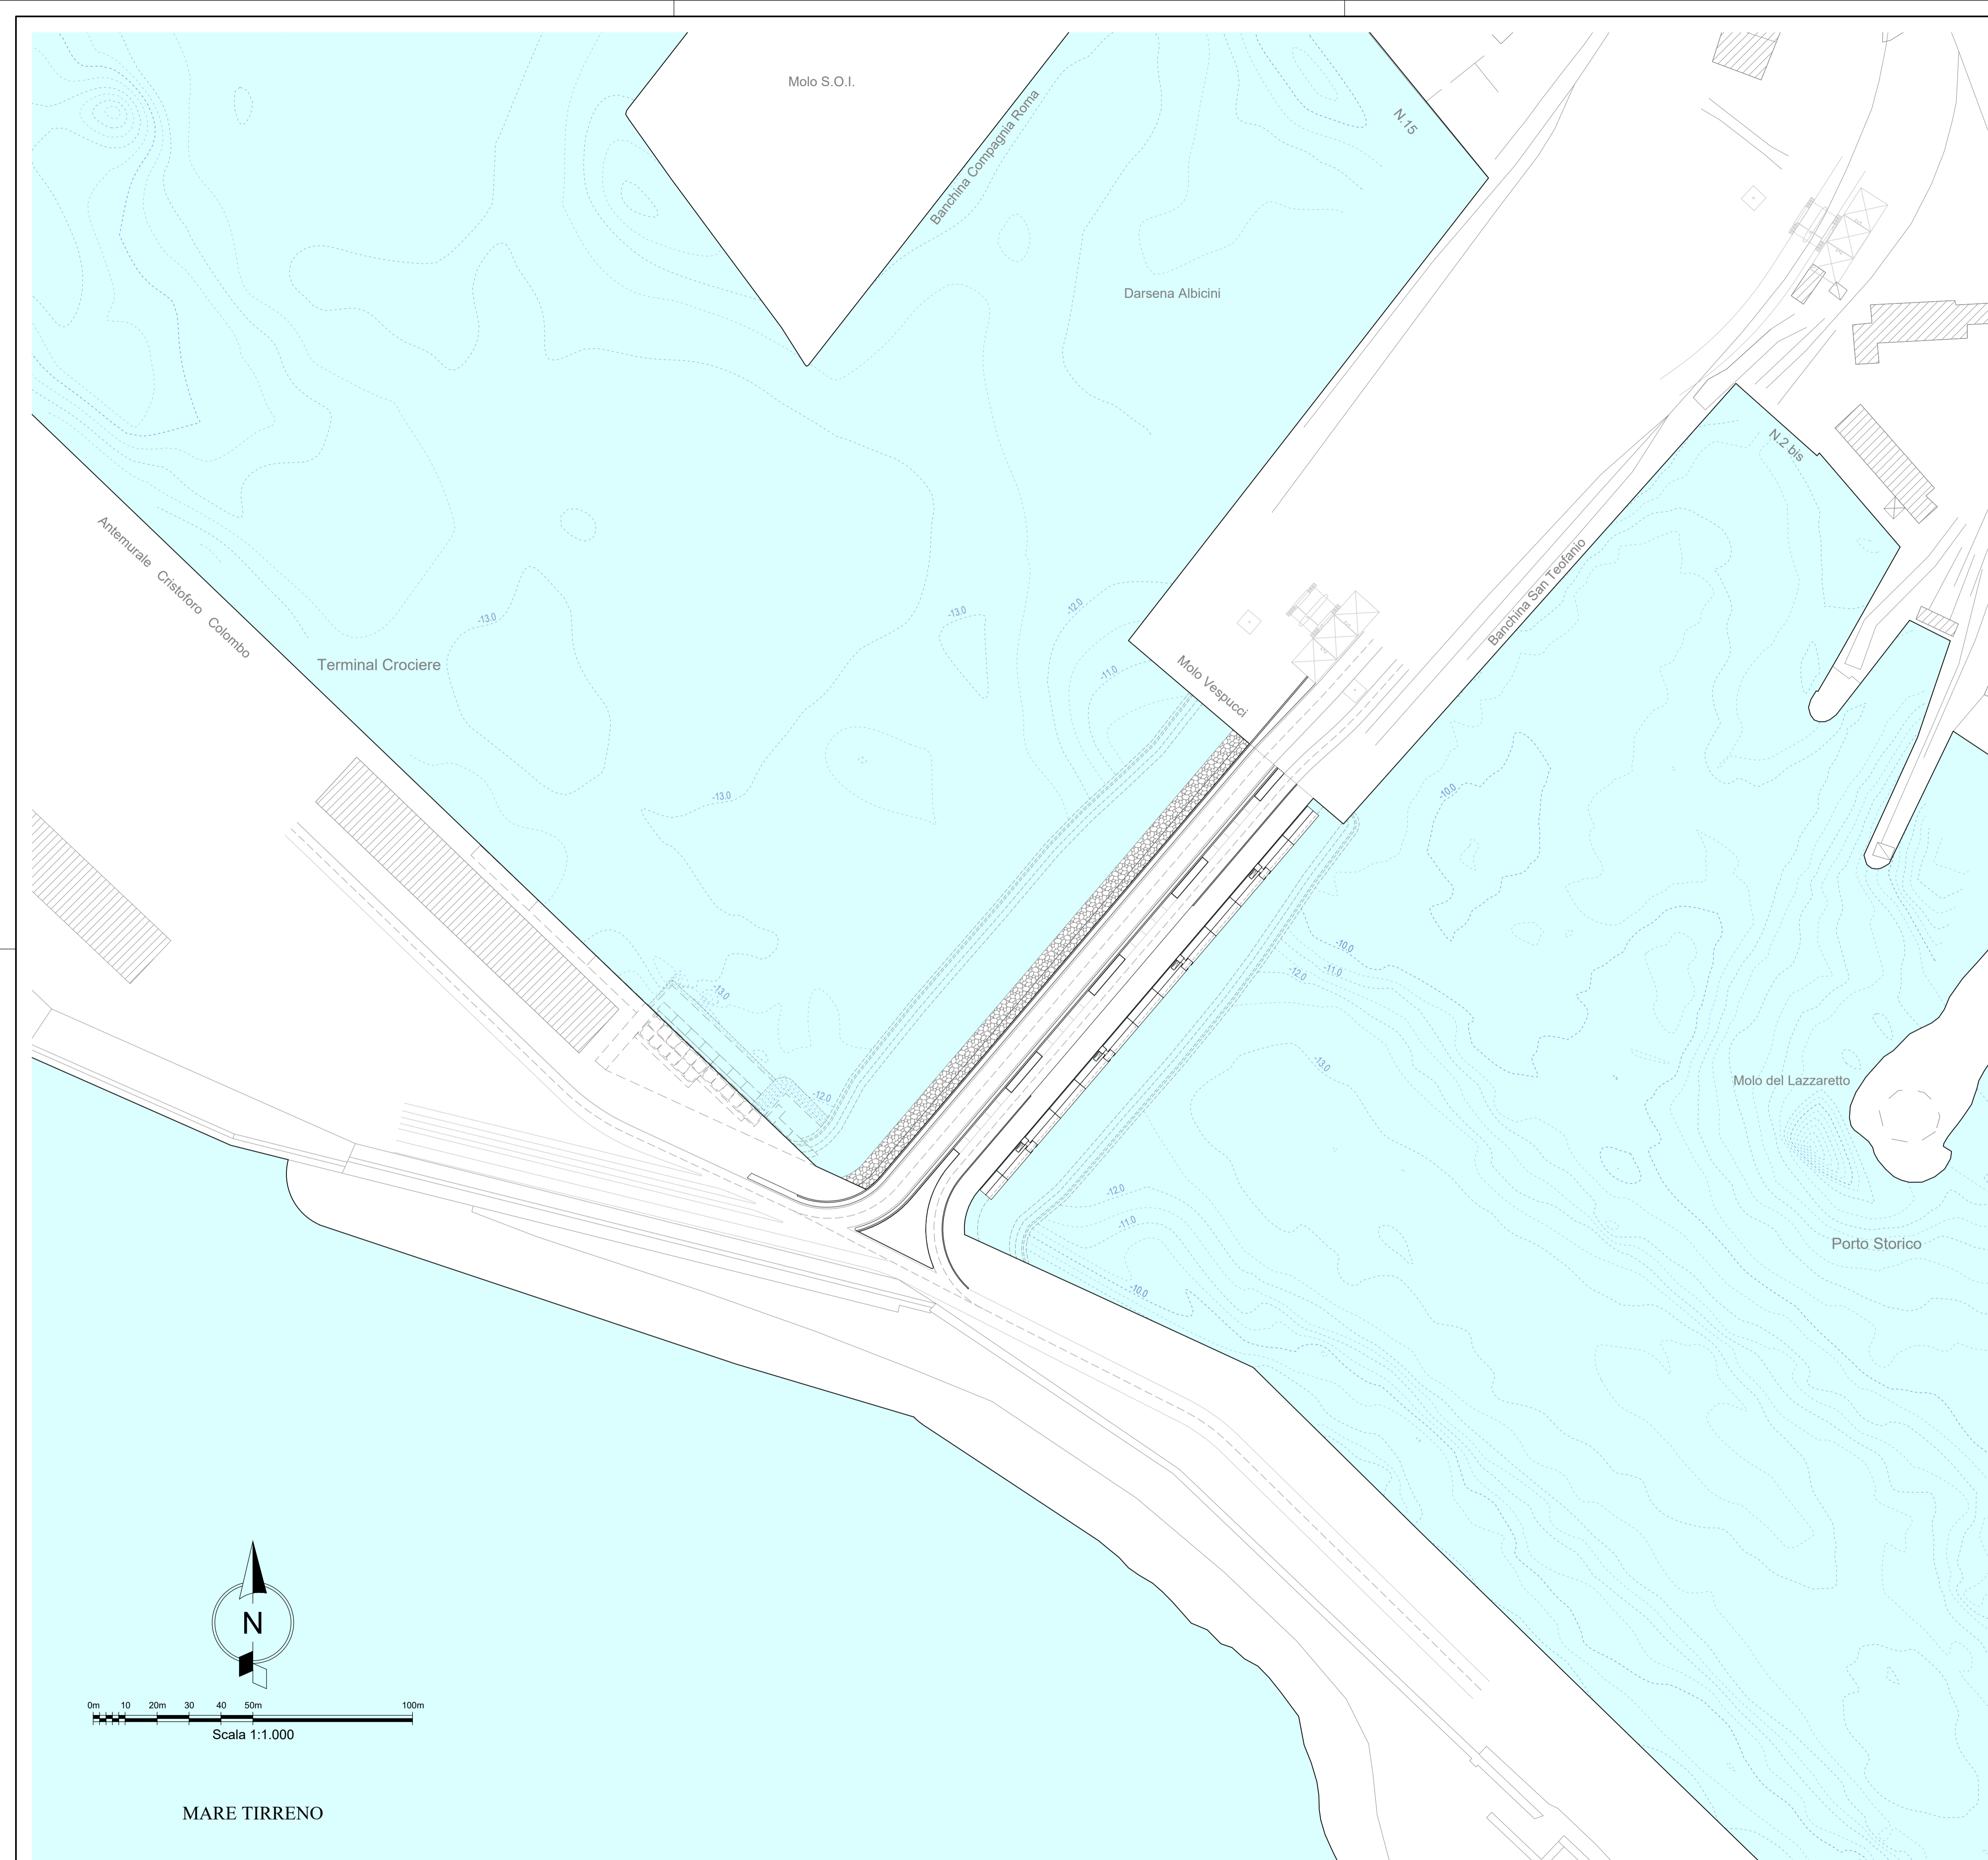 Molo S.O.I.
Banchina Compagnia Roma
N.15
Darsena Albicini
N.2 bis
Antemurale Cristoforo Colombo
Banchina San Teofanio
-13.0
-13.0
-12.0
Terminal Crociere
-11.0
Molo Vespucci
-13.0
-10.0
-10.0
-11.0
-12.0
-13.0
-12.0
-13.0
Molo del Lazzaretto
-12.0
-11.0
Porto Storico
-10.0
N
0m 10 20m 30 40 50m 100m
Scala 1:1.000
MARE TIRRENO